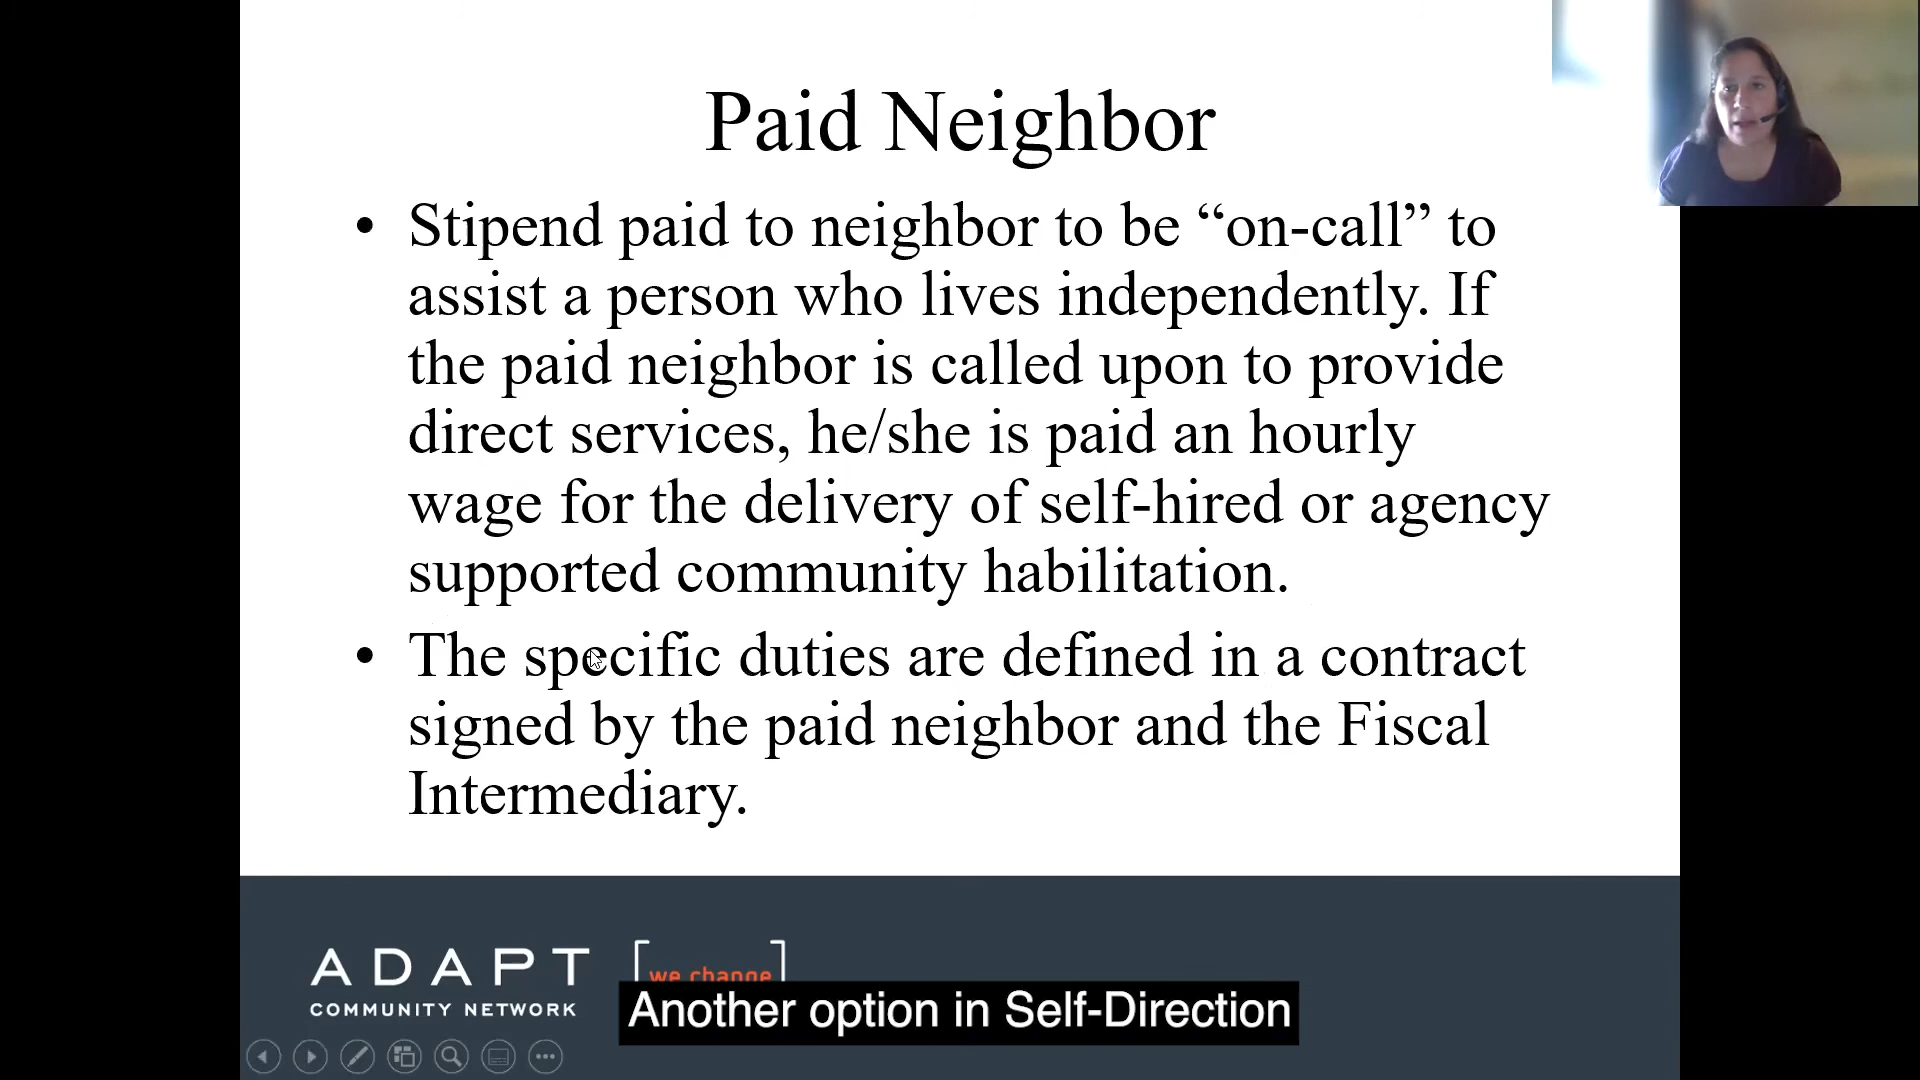 Paid Neighbor
• Stipend paid to neighbor to be “on-call” to
assist a person who lives independently. If
the paid neighbor is called upon to provide
direct services, he/she is paid an hourly
wage for the delivery of self-hired or agency
supported community habilitation.
• The specific duties are defined in a contract
signed by the paid neighbor and the Fiscal
Intermediary.
ADAPT
COMMUNITY NETWORK
we change
Another option in Self-Direction